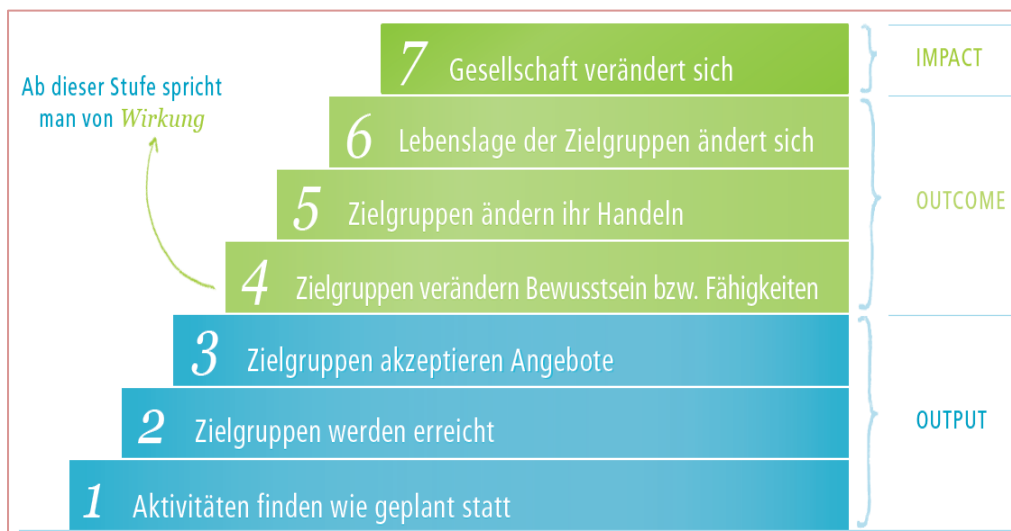 7 Gesellschaft verändert sich
IMPACT
Ab dieser Stufe spricht
man von Wirkung
6 Lebenslage der Zielgruppen ändert sich
5 Zielgruppen ändern ihr Handeln
OUTCOME
4 Zielgruppen verändern Bewusstsein bzw. Fähigkeiten
3 Zielgruppen akzeptieren Angebote
2 Zielgruppen werden erreicht
OUTPUT
1 Aktivitäten finden wie geplant statt